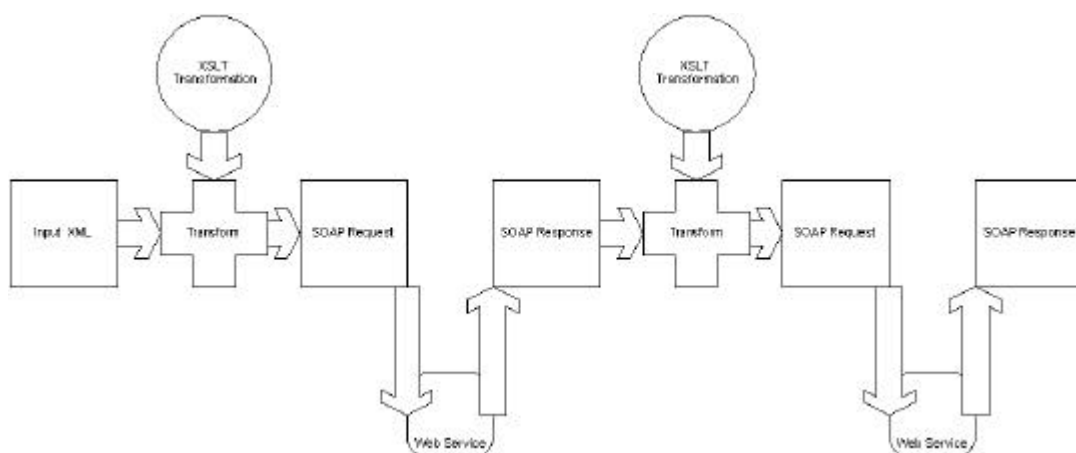 XSLT
Transformation
XSLT
Transformation
Input XML
Transform
SOAP Request
SOAP Response
Transform
SOAP Request
SOAP Response
Web Service
Web Service